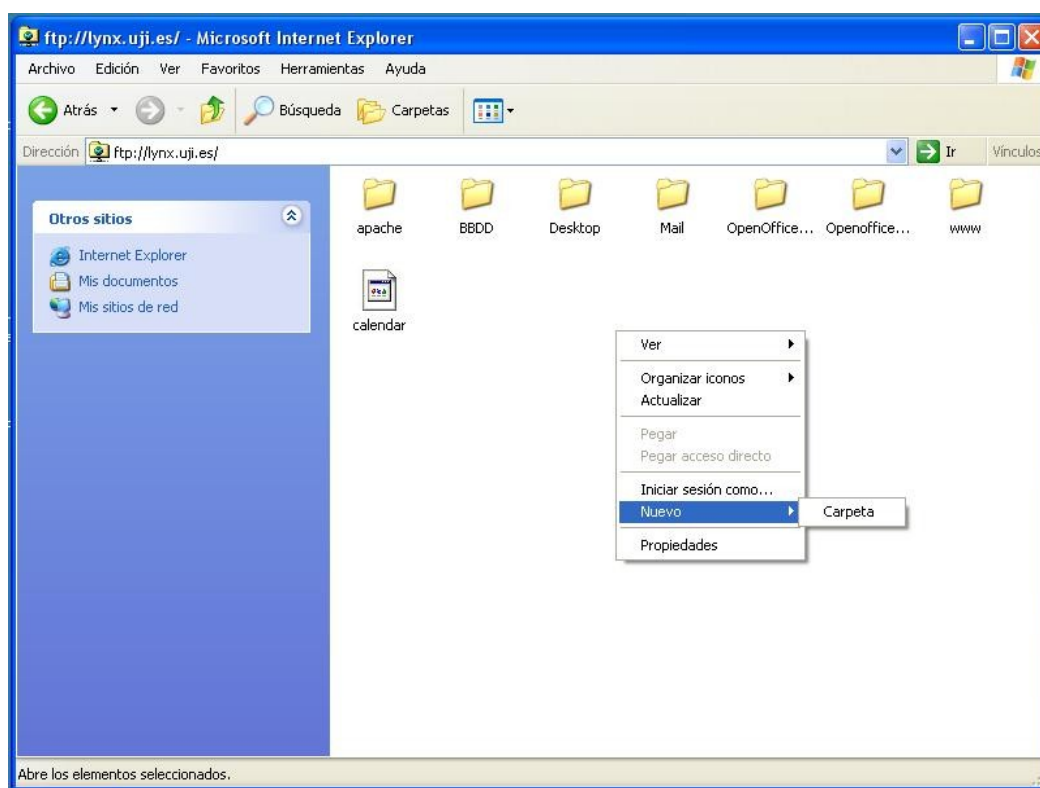 ftp://lynx.uji.es/ - Microsoft Internet Explorer
Archivo Edición Ver Favoritos Herramientas Ayuda
Atrás Búsqueda Carpetas
Dirección ftp://lynx.uji.es/ Ir Vínculos
Otros sitios
Internet Explorer
Mis documentos
Mis sitios de red
apache BBDD Desktop Mail OpenOffice... Openoffice... www
calendar
Ver
Organizar iconos
Actualizar
Pegar
Pegar acceso directo
Iniciar sesión como...
Nuevo Carpeta
Propiedades
Abre los elementos seleccionados.